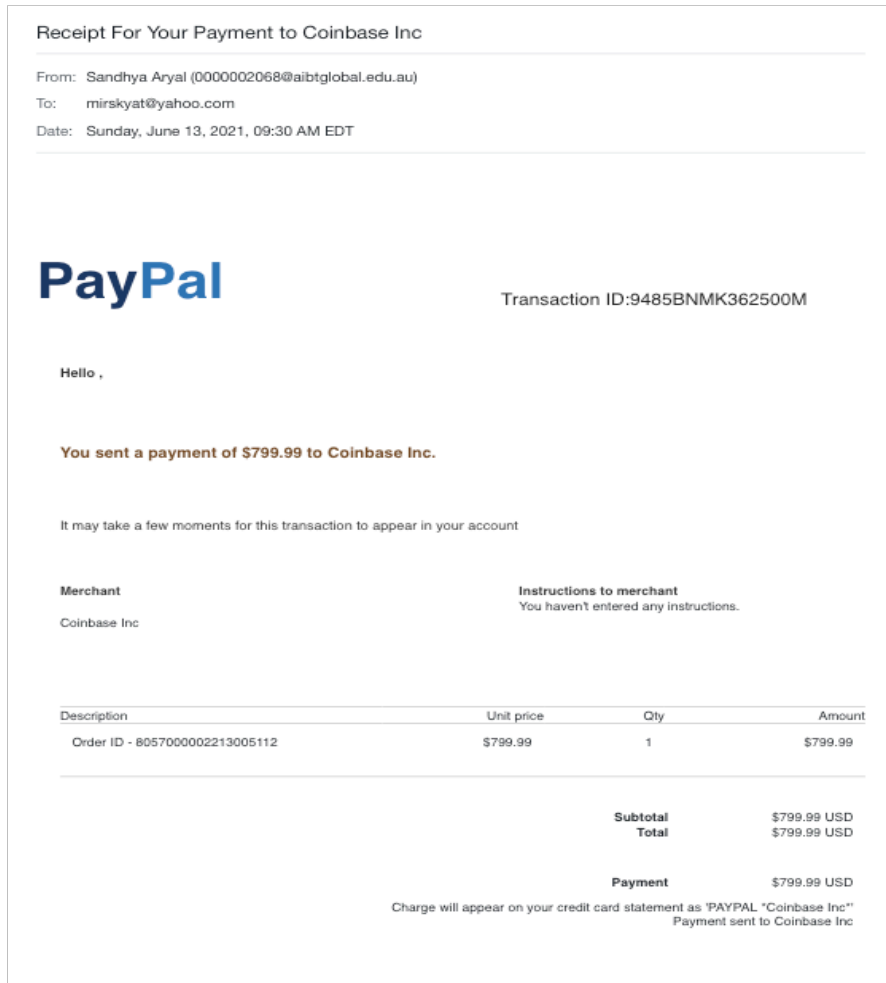 Receipt For Your Payment to Coinbase Inc
From: Sandhya Aryal (0000002068@aibtglobal.edu.au)
To: mirskyat@yahoo.com
Date: Sunday, June 13, 2021, 09:30 AM EDT
PayPal
Transaction ID:9485BNMK362500M
Hello ,
You sent a payment of $799.99 to Coinbase Inc.
It may take a few moments for this transaction to appear in your account
Merchant
Instructions to merchant
You haven't entered any instructions.
Coinbase Inc
Description Unit price Qty Amount
Order ID - 8057000002213005112 $799.99 1 $799.99
Subtotal $799.99 USD
Total $799.99 USD
Payment $799.99 USD
Charge will appear on your credit card statement as 'PAYPAL "Coinbase Inc"'
Payment sent to Coinbase Inc